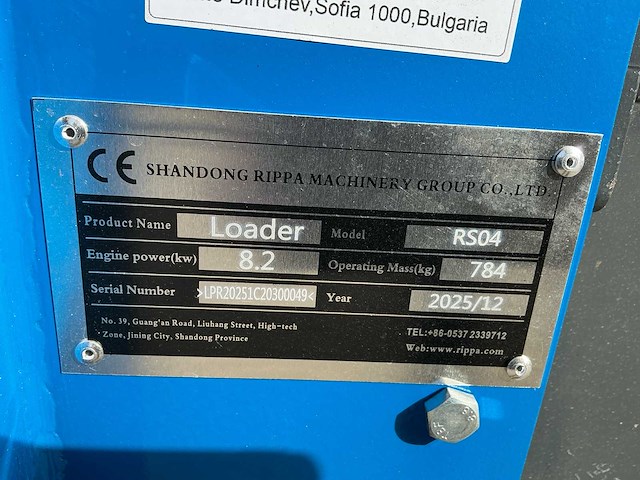 Dimchev,Sofia 1000,Bulgaria
CE SHANDONG RIPPA MACHINERY GROUP CO.,LTD
Product Name Loader Model RS04
Engine power(kw) 8.2 Operating Mass(kg) 784
Serial Number >LPR20251C20300049< Year 2025/12
No. 39, Guang'an Road, Liuhang Street, High-tech
Zone, Jining City, Shandong Province
TEL:+86-0537 2339712
Web:www.rippa.com